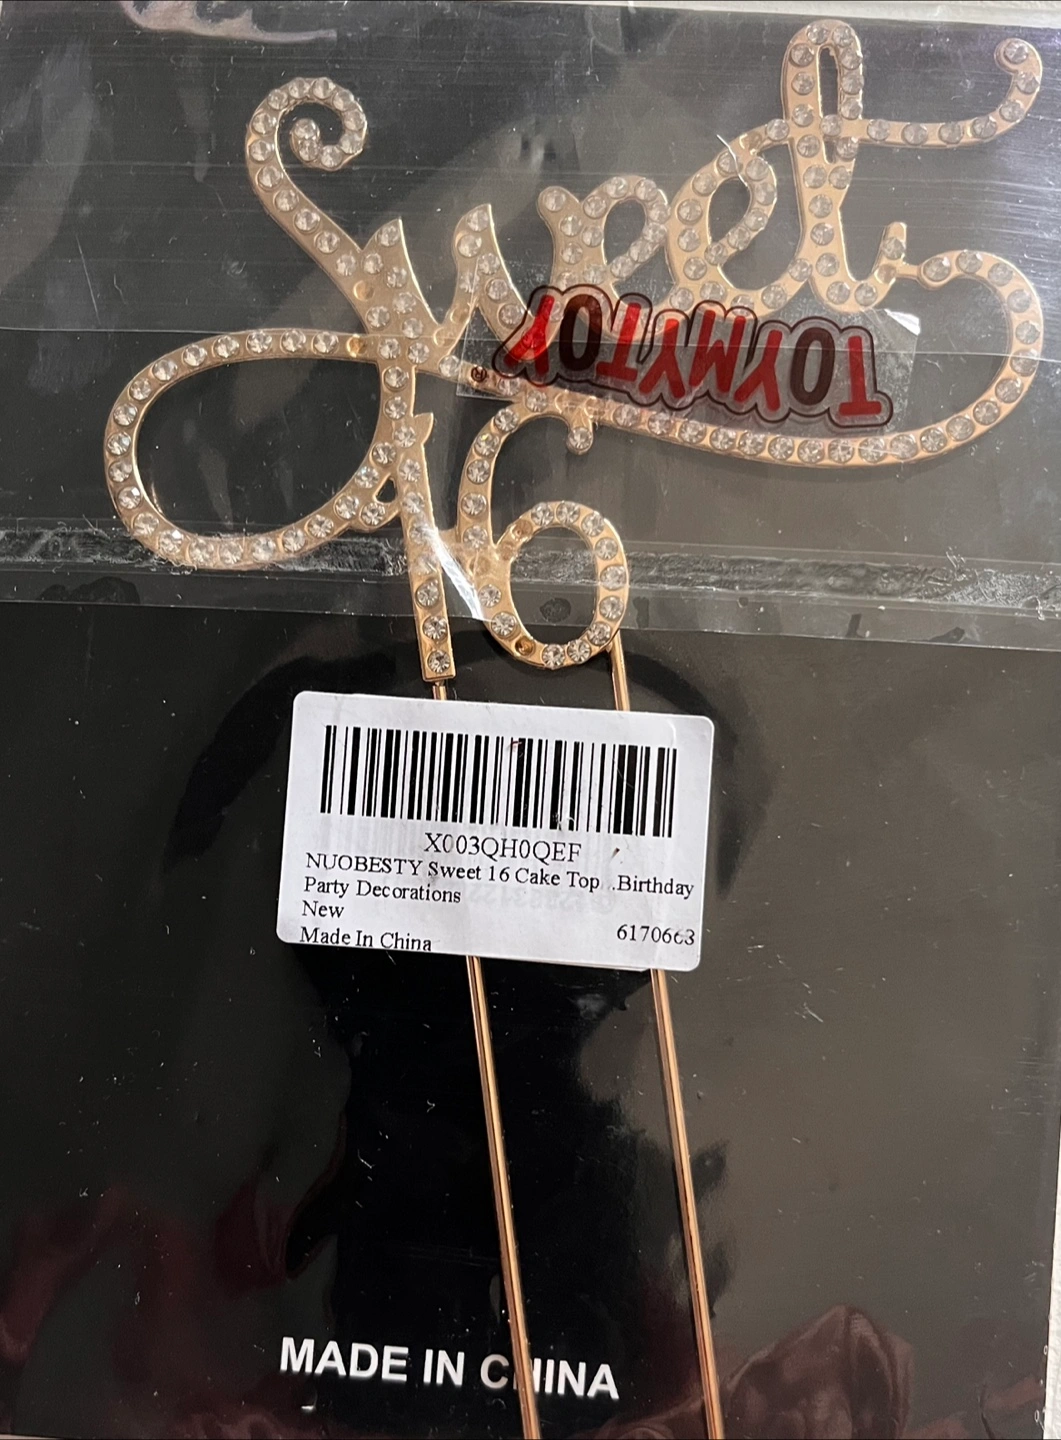 Sweet
16
TOYMYTOY
X003QH0QEF
NUOBESTY Sweet 16 Cake Top...Birthday
Party Decorations
New
Made In China
6170663
MADE IN CHINA